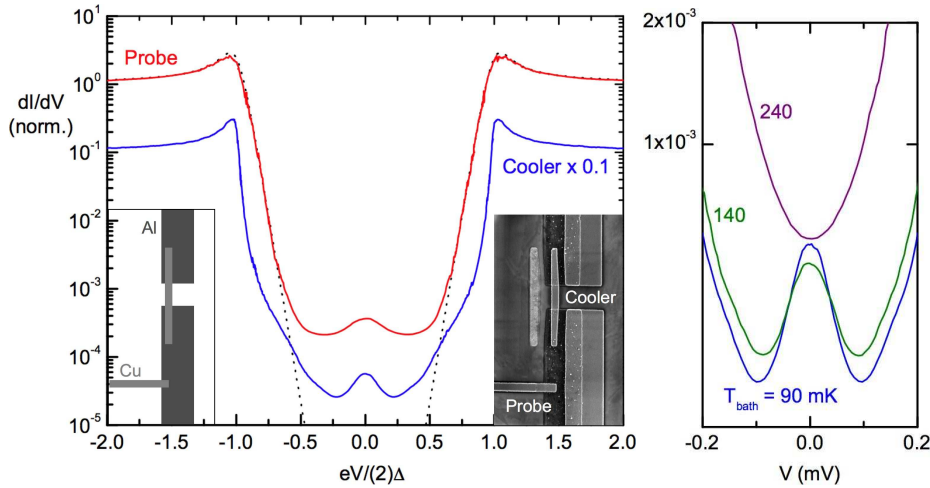 10^1
10^0
10^-1
10^-2
10^-3
10^-4
10^-5
dI/dV
(norm.)
Probe
Cooler x 0.1
Al
Cu
Cooler
Probe
-2.0 -1.5 -1.0 -0.5 0.0 0.5 1.0 1.5 2.0
eV/(2)Δ
2x10^-3
1x10^-3
240
140
T_bath = 90 mK
-0.2 0.0 0.2
V (mV)